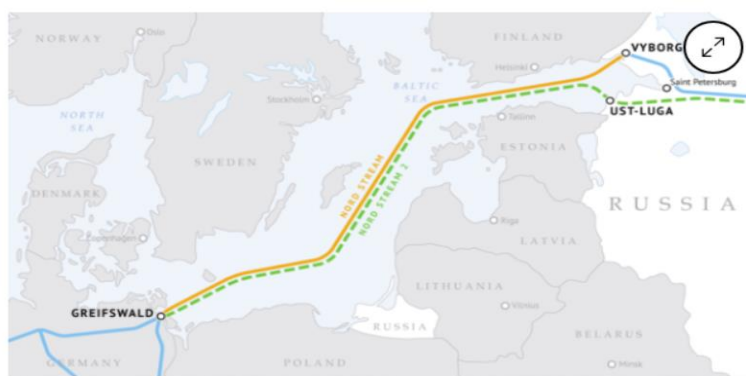 NORWAY
Oslo
FINLAND
VYBORG
Helsinki
Saint Petersburg
BALTIC
SEA
Stockholm
NORTH
SEA
UST-LUGA
Tallinn
ESTONIA
SWEDEN
NORD STREAM
NORD STREAM 2
DENMARK
RUSSIA
Riga
Copenhagen
LATVIA
LITHUANIA
GREIFSWALD
Vilnius
RUSSIA
BELARUS
GERMANY
POLAND
Minsk